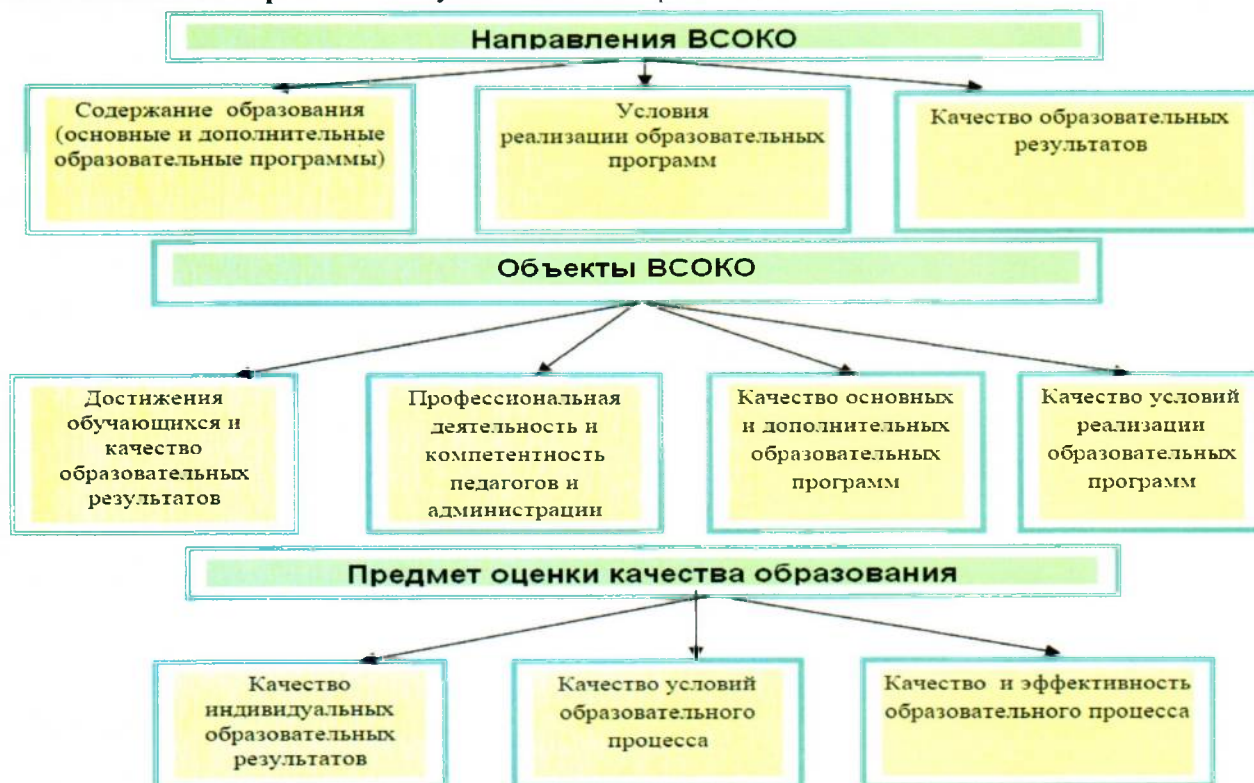 Направления ВСОКО
Содержание образования
(основные и дополнительные
образовательные программы)
Условия
реализации образовательных
программ
Качество образовательных
результатов
Объекты ВСОКО
Достижения
обучающихся и
качество
образовательных
результатов
Профессиональная
деятельность и
компетентность
педагогов и
администрации
Качество основных
и дополнительных
образовательных
программ
Качество условий
реализации
образовательных
программ
Предмет оценки качества образования
Качество
индивидуальных
образовательных
результатов
Качество условий
образовательного
процесса
Качество и эффективность
образовательного процесса